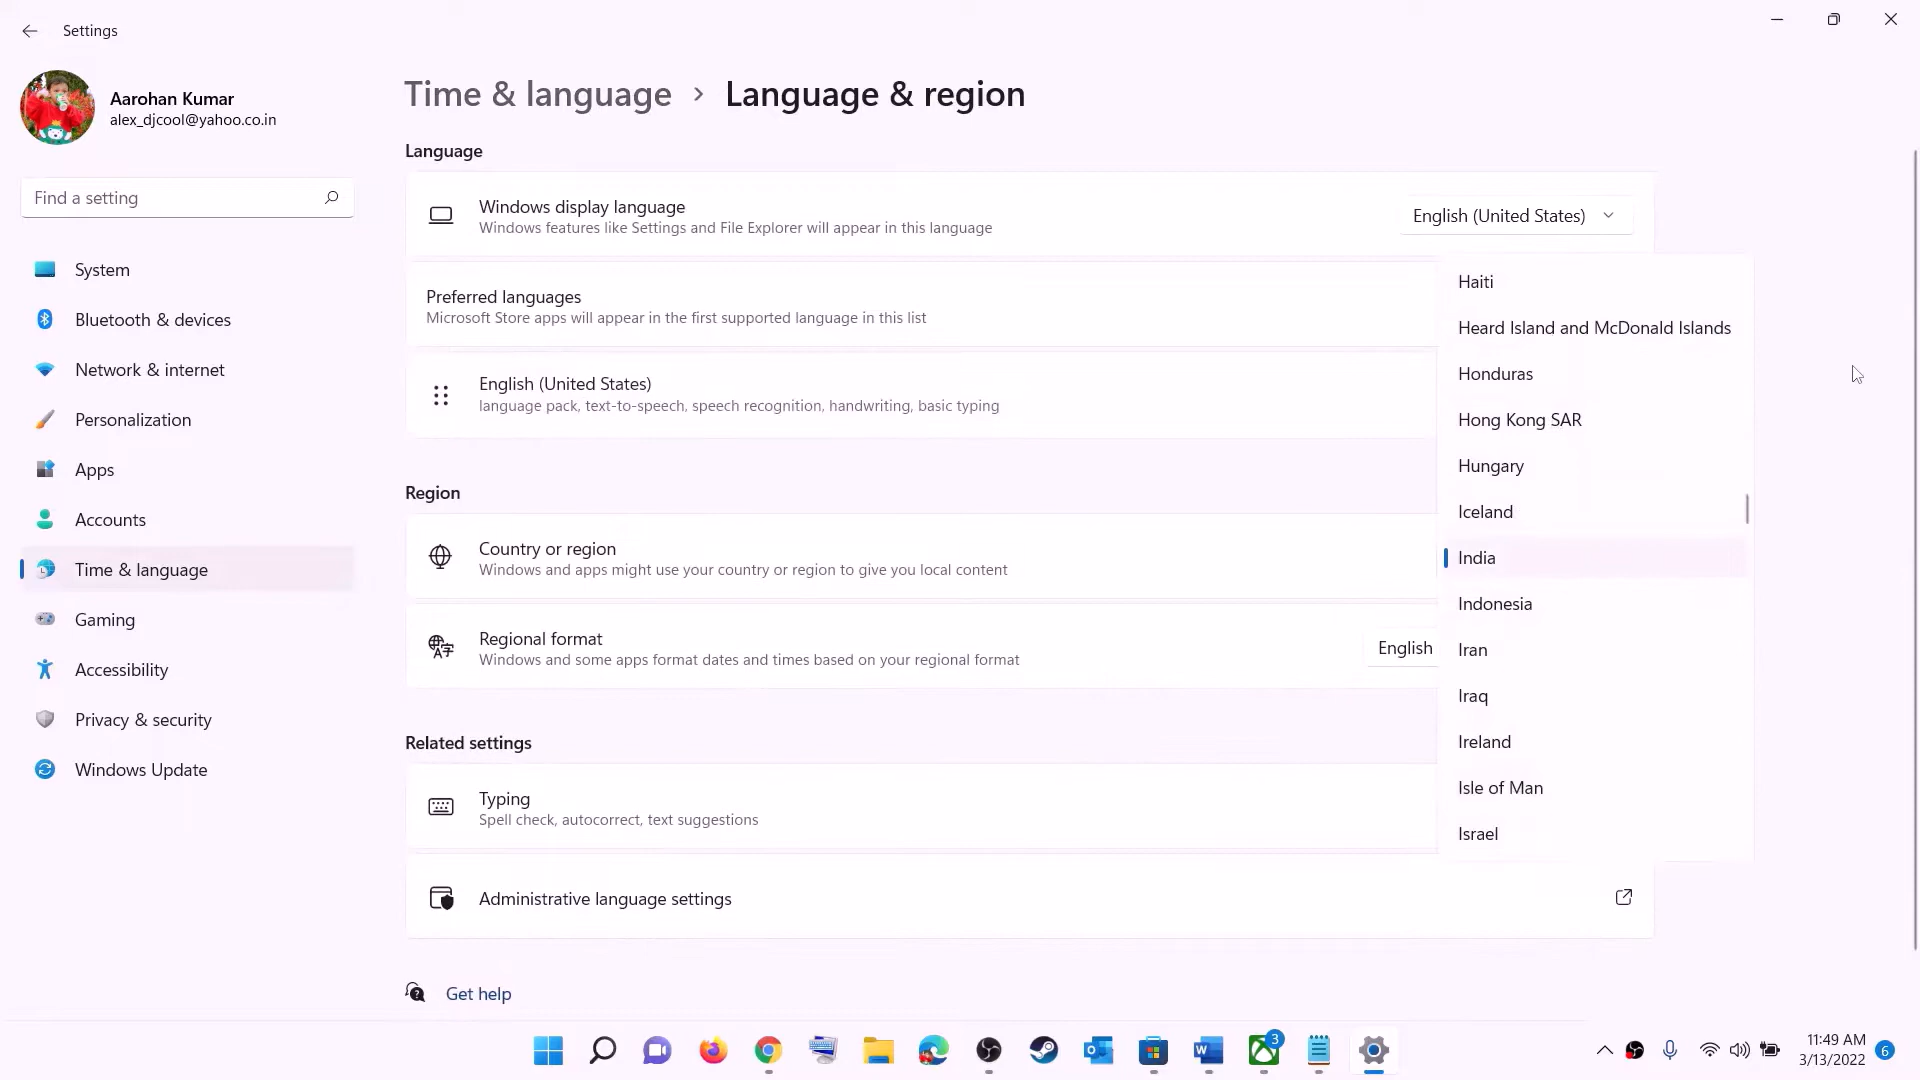 Settings
Aarohan Kumar
alex_djcool@yahoo.co.in
Find a setting
System
Bluetooth & devices
Network & internet
Personalization
Apps
Accounts
Time & language
Gaming
Accessibility
Privacy & security
Windows Update
Time & language > Language & region
Language
Windows display language
Windows features like Settings and File Explorer will appear in this language
English (United States)
Preferred languages
Microsoft Store apps will appear in the first supported language in this list
English (United States)
language pack, text-to-speech, speech recognition, handwriting, basic typing
Region
Country or region
Windows and apps might use your country or region to give you local content
Regional format
Windows and some apps format dates and times based on your regional format
English
Related settings
Typing
Spell check, autocorrect, text suggestions
Administrative language settings
Get help
Haiti
Heard Island and McDonald Islands
Honduras
Hong Kong SAR
Hungary
Iceland
India
Indonesia
Iran
Iraq
Ireland
Isle of Man
Israel
3
11:49 AM
3/13/2022
6